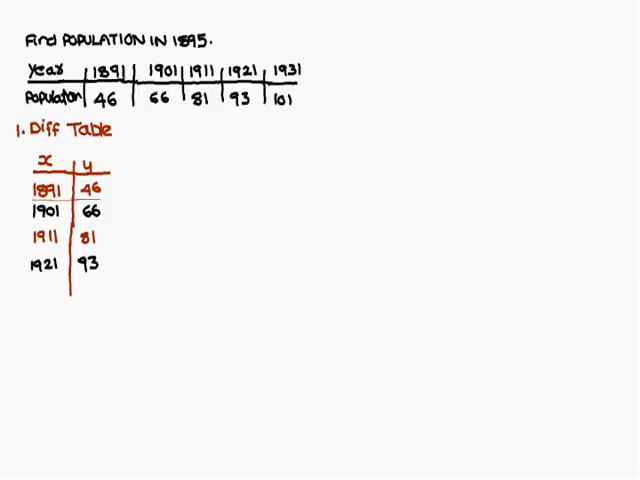 Find POPULATION IN 1895.
Year 1891 1901 1911 1921 1931
Population 46 66 81 93 101
1. Diff Table
x y
1891 46
1901 66
1911 81
1921 93